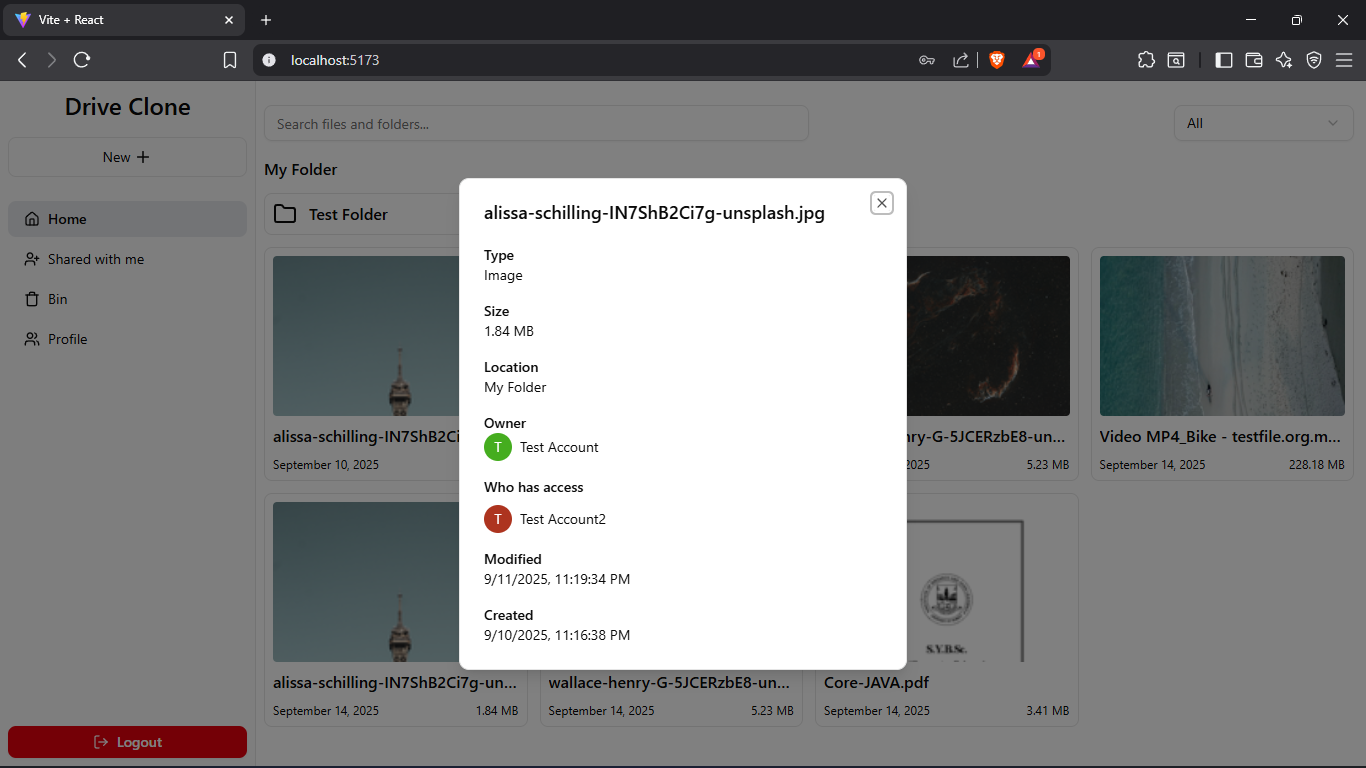 Vite + React
localhost:5173
1
Drive Clone
New
Home
Shared with me
Bin
Profile
Logout
Search files and folders...
All
My Folder
Test Folder
alissa-schilling-IN7ShB2Ci
September 10, 2025
nry-G-5JCERzbE8-un...
2025
5.23 MB
Video MP4_Bike - testfile.org.m...
September 14, 2025
228.18 MB
alissa-schilling-IN7ShB2Ci7g-un...
September 14, 2025
1.84 MB
wallace-henry-G-5JCERzbE8-un...
September 14, 2025
5.23 MB
S.Y.B.Sc.
Core-JAVA.pdf
September 14, 2025
3.41 MB
alissa-schilling-IN7ShB2Ci7g-unsplash.jpg
Type
Image
Size
1.84 MB
Location
My Folder
Owner
T Test Account
Who has access
T Test Account2
Modified
9/11/2025, 11:19:34 PM
Created
9/10/2025, 11:16:38 PM